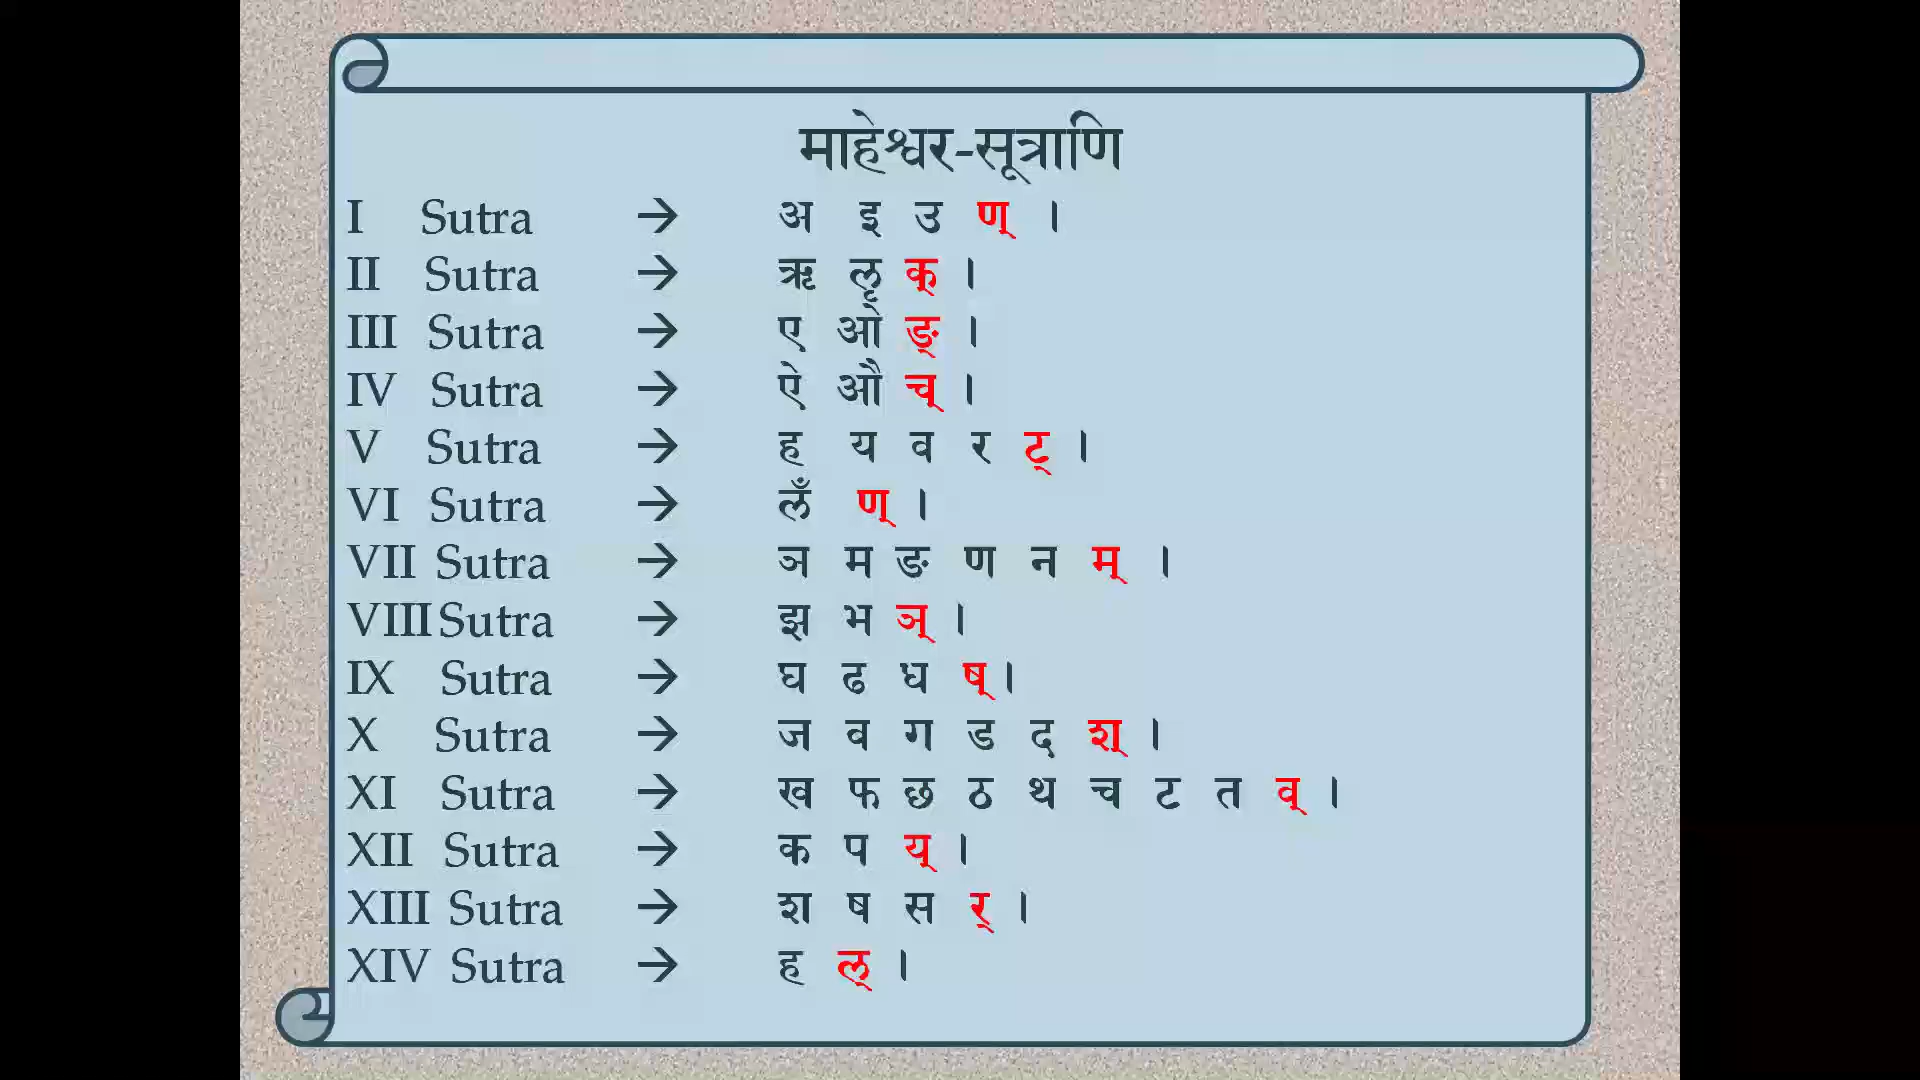 माहेश्वर-सूत्राणि
I Sutra → अ इ उ ण् ।
II Sutra → ऋ ऌ क् ।
III Sutra → ए ओ ङ् ।
IV Sutra → ऐ औ च् ।
V Sutra → ह य व र ट् ।
VI Sutra → लँ ण् ।
VII Sutra → ञ म ङ ण न म् ।
VIII Sutra → झ भ ञ् ।
IX Sutra → घ ढ ध ष् ।
X Sutra → ज व ग ड द श् ।
XI Sutra → ख फ छ ठ थ च ट त व् ।
XII Sutra → क प य् ।
XIII Sutra → श ष स र् ।
XIV Sutra → ह ल् ।